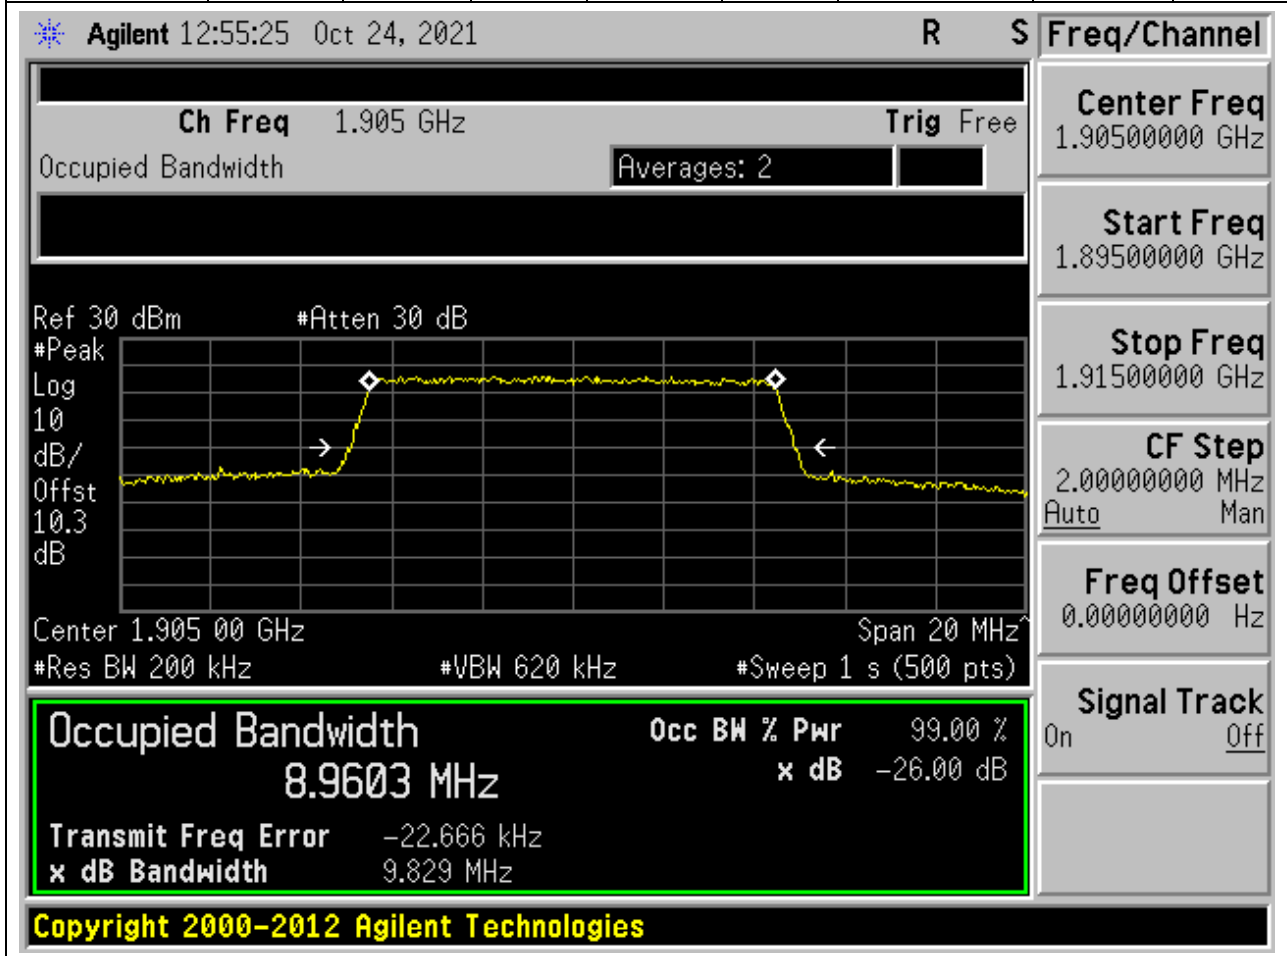 Agilent 12:55:25 Oct 24, 2021 R S
Freq/Channel
Ch Freq 1.905 GHz Trig Free
Occupied Bandwidth Averages: 2
Center Freq
1.90500000 GHz
Start Freq
1.89500000 GHz
Stop Freq
1.91500000 GHz
CF Step
2.00000000 MHz
Auto Man
Freq Offset
0.00000000 Hz
Signal Track
On Off
Ref 30 dBm #Atten 30 dB
#Peak
Log
10
dB/
Offst
10.3
dB
Center 1.905 00 GHz Span 20 MHz^
#Res BW 200 kHz #VBW 620 kHz #Sweep 1 s (500 pts)
Occupied Bandwidth Occ BW % Pwr 99.00 %
8.9603 MHz x dB -26.00 dB
Transmit Freq Error -22.666 kHz
x dB Bandwidth 9.829 MHz
Copyright 2000-2012 Agilent Technologies